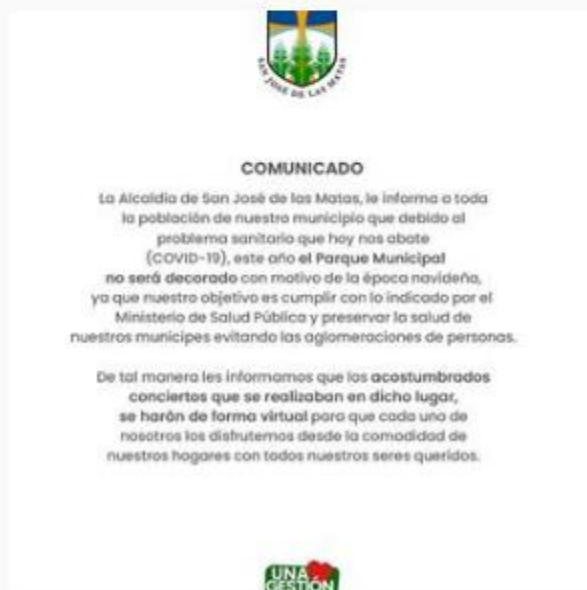 SAN JOSE DE LAS MATAS
COMUNICADO
La Alcaldía de San José de las Matas, le informa a toda
la población de nuestro municipio que debido al
problema sanitario que hoy nos abate
(COVID-19), este año el Parque Municipal
no será decorado con motivo de la época navideña,
ya que nuestro objetivo es cumplir con lo indicado por el
Ministerio de Salud Pública y preservar la salud de
nuestros munícipes evitando las aglomeraciones de personas.
De tal manera les informamos que los acostumbrados
conciertos que se realizaban en dicho lugar,
se harán de forma virtual para que cada uno de
nosotros los disfrutemos desde la comodidad de
nuestros hogares con todos nuestros seres queridos.
UNA
GESTIÓN